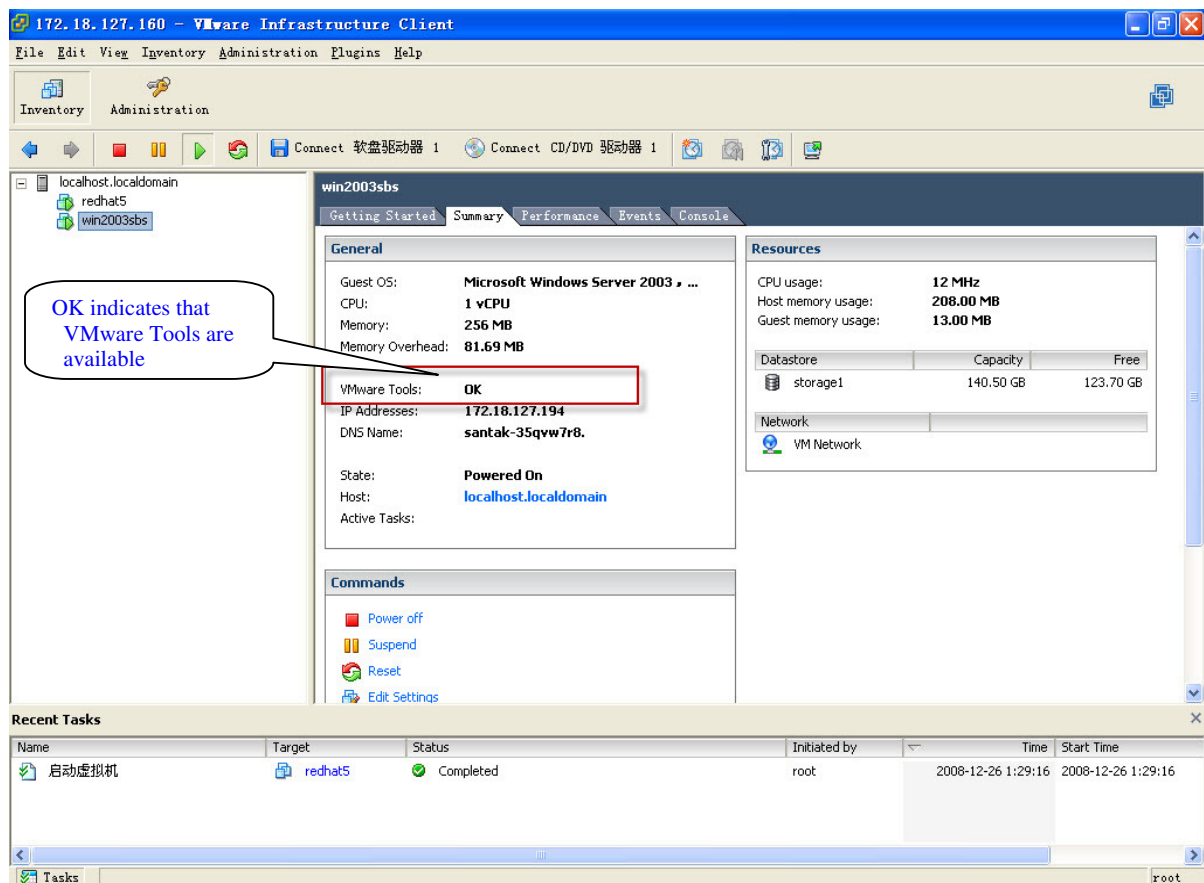 172.18.127.160 - VMware Infrastructure Client
File Edit View Inventory Administration Plugins Help
Inventory Administration
Connect 软盘驱动器 1 Connect CD/DVD 驱动器 1
localhost.localdomain
redhat5
win2003sbs
OK indicates that
VMware Tools are
available
win2003sbs
Getting Started Summary Performance Events Console
General
Guest OS: Microsoft Windows Server 2003, ...
CPU: 1 vCPU
Memory: 256 MB
Memory Overhead: 81.69 MB
VMware Tools: OK
IP Addresses: 172.18.127.194
DNS Name: santak-35qvw7r8.
State: Powered On
Host: localhost.localdomain
Active Tasks:
Commands
Power off
Suspend
Reset
Edit Settings
Resources
CPU usage: 12 MHz
Host memory usage: 208.00 MB
Guest memory usage: 13.00 MB
Datastore Capacity Free
storage1 140.50 GB 123.70 GB
Network
VM Network
Recent Tasks
Name Target Status Initiated by Time Start Time
启动虚拟机 redhat5 Completed root 2008-12-26 1:29:16 2008-12-26 1:29:16
Tasks root